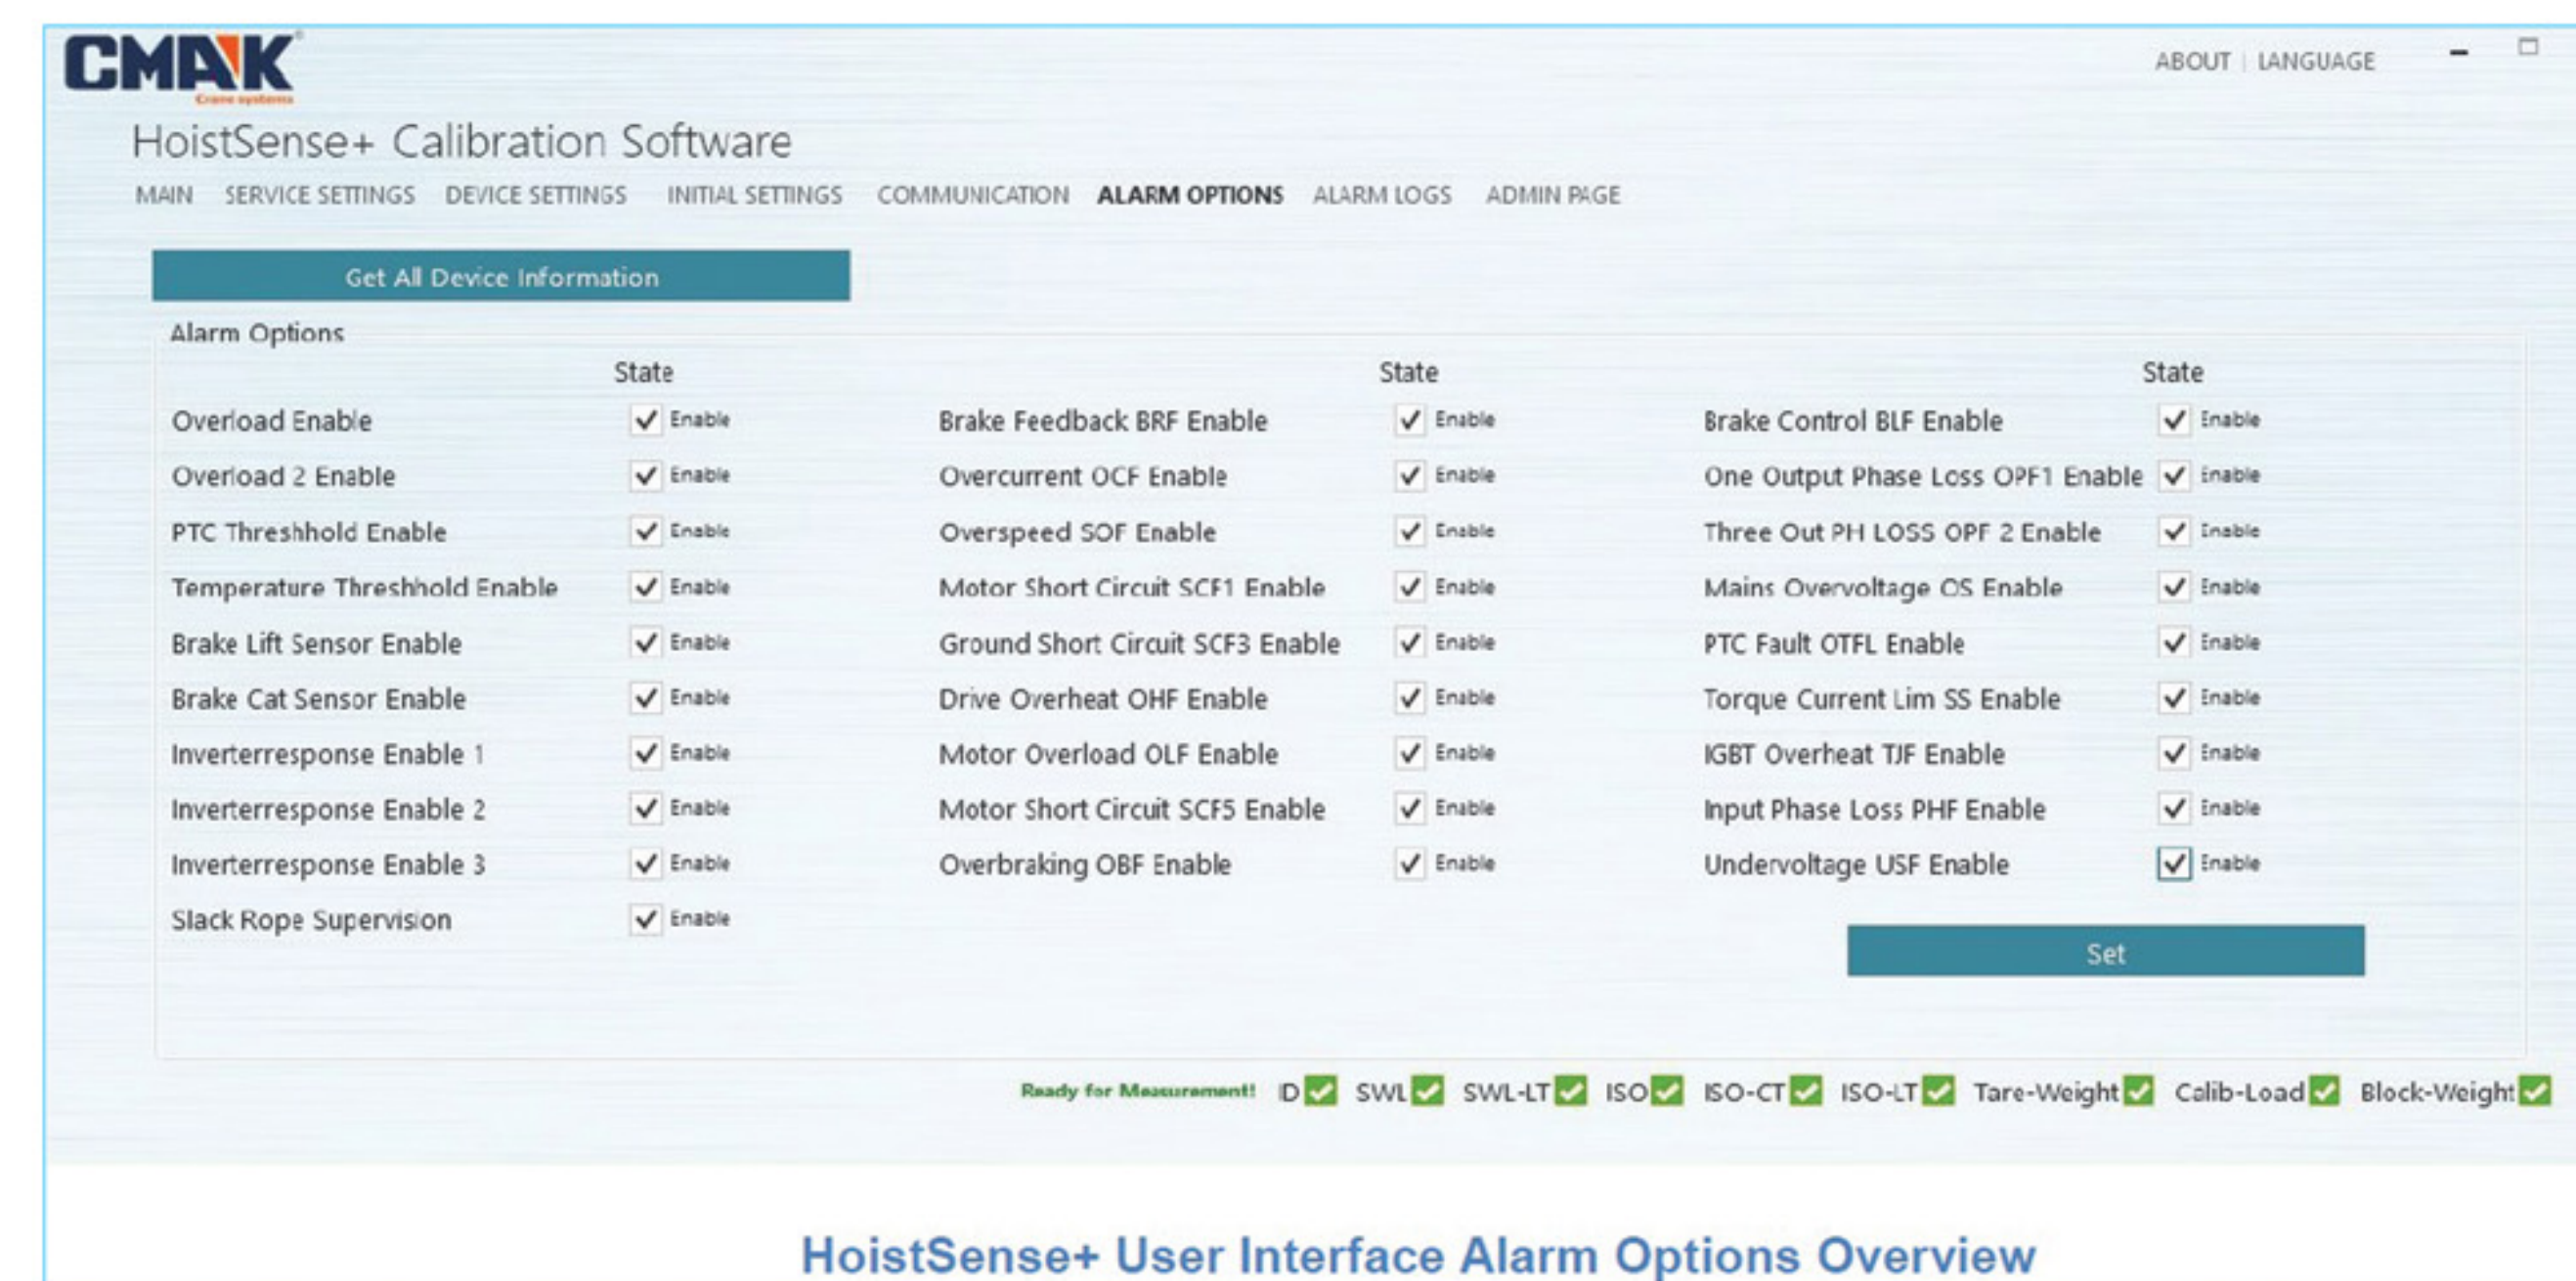 CMAK
Crane systems
ABOUT | LANGUAGE
HoistSense+ Calibration Software
MAIN SERVICE SETTINGS DEVICE SETTINGS INITIAL SETTINGS COMMUNICATION ALARM OPTIONS ALARM LOGS ADMIN PAGE
Get All Device Information
Alarm Options
State State State
Overload Enable Enable Brake Feedback BRF Enable Enable Brake Control BLF Enable Enable
Overload 2 Enable Enable Overcurrent OCF Enable Enable One Output Phase Loss OPF1 Enable Enable
PTC Threshhold Enable Enable Overspeed SOF Enable Enable Three Out PH LOSS OPF 2 Enable Enable
Temperature Threshhold Enable Enable Motor Short Circuit SCF1 Enable Enable Mains Overvoltage OS Enable Enable
Brake Lift Sensor Enable Enable Ground Short Circuit SCF3 Enable Enable PTC Fault OTFL Enable Enable
Brake Cat Sensor Enable Enable Drive Overheat OHF Enable Enable Torque Current Lim SS Enable Enable
Inverterresponse Enable 1 Enable Motor Overload OLF Enable Enable IGBT Overheat TJF Enable Enable
Inverterresponse Enable 2 Enable Motor Short Circuit SCF5 Enable Enable Input Phase Loss PHF Enable Enable
Inverterresponse Enable 3 Enable Overbraking OBF Enable Enable Undervoltage USF Enable Enable
Slack Rope Supervision Enable
Set
Ready for Measurement! ID SWL SWL-LT ISO ISO-CT ISO-LT Tare-Weight Calib-Load Block-Weight
HoistSense+ User Interface Alarm Options Overview